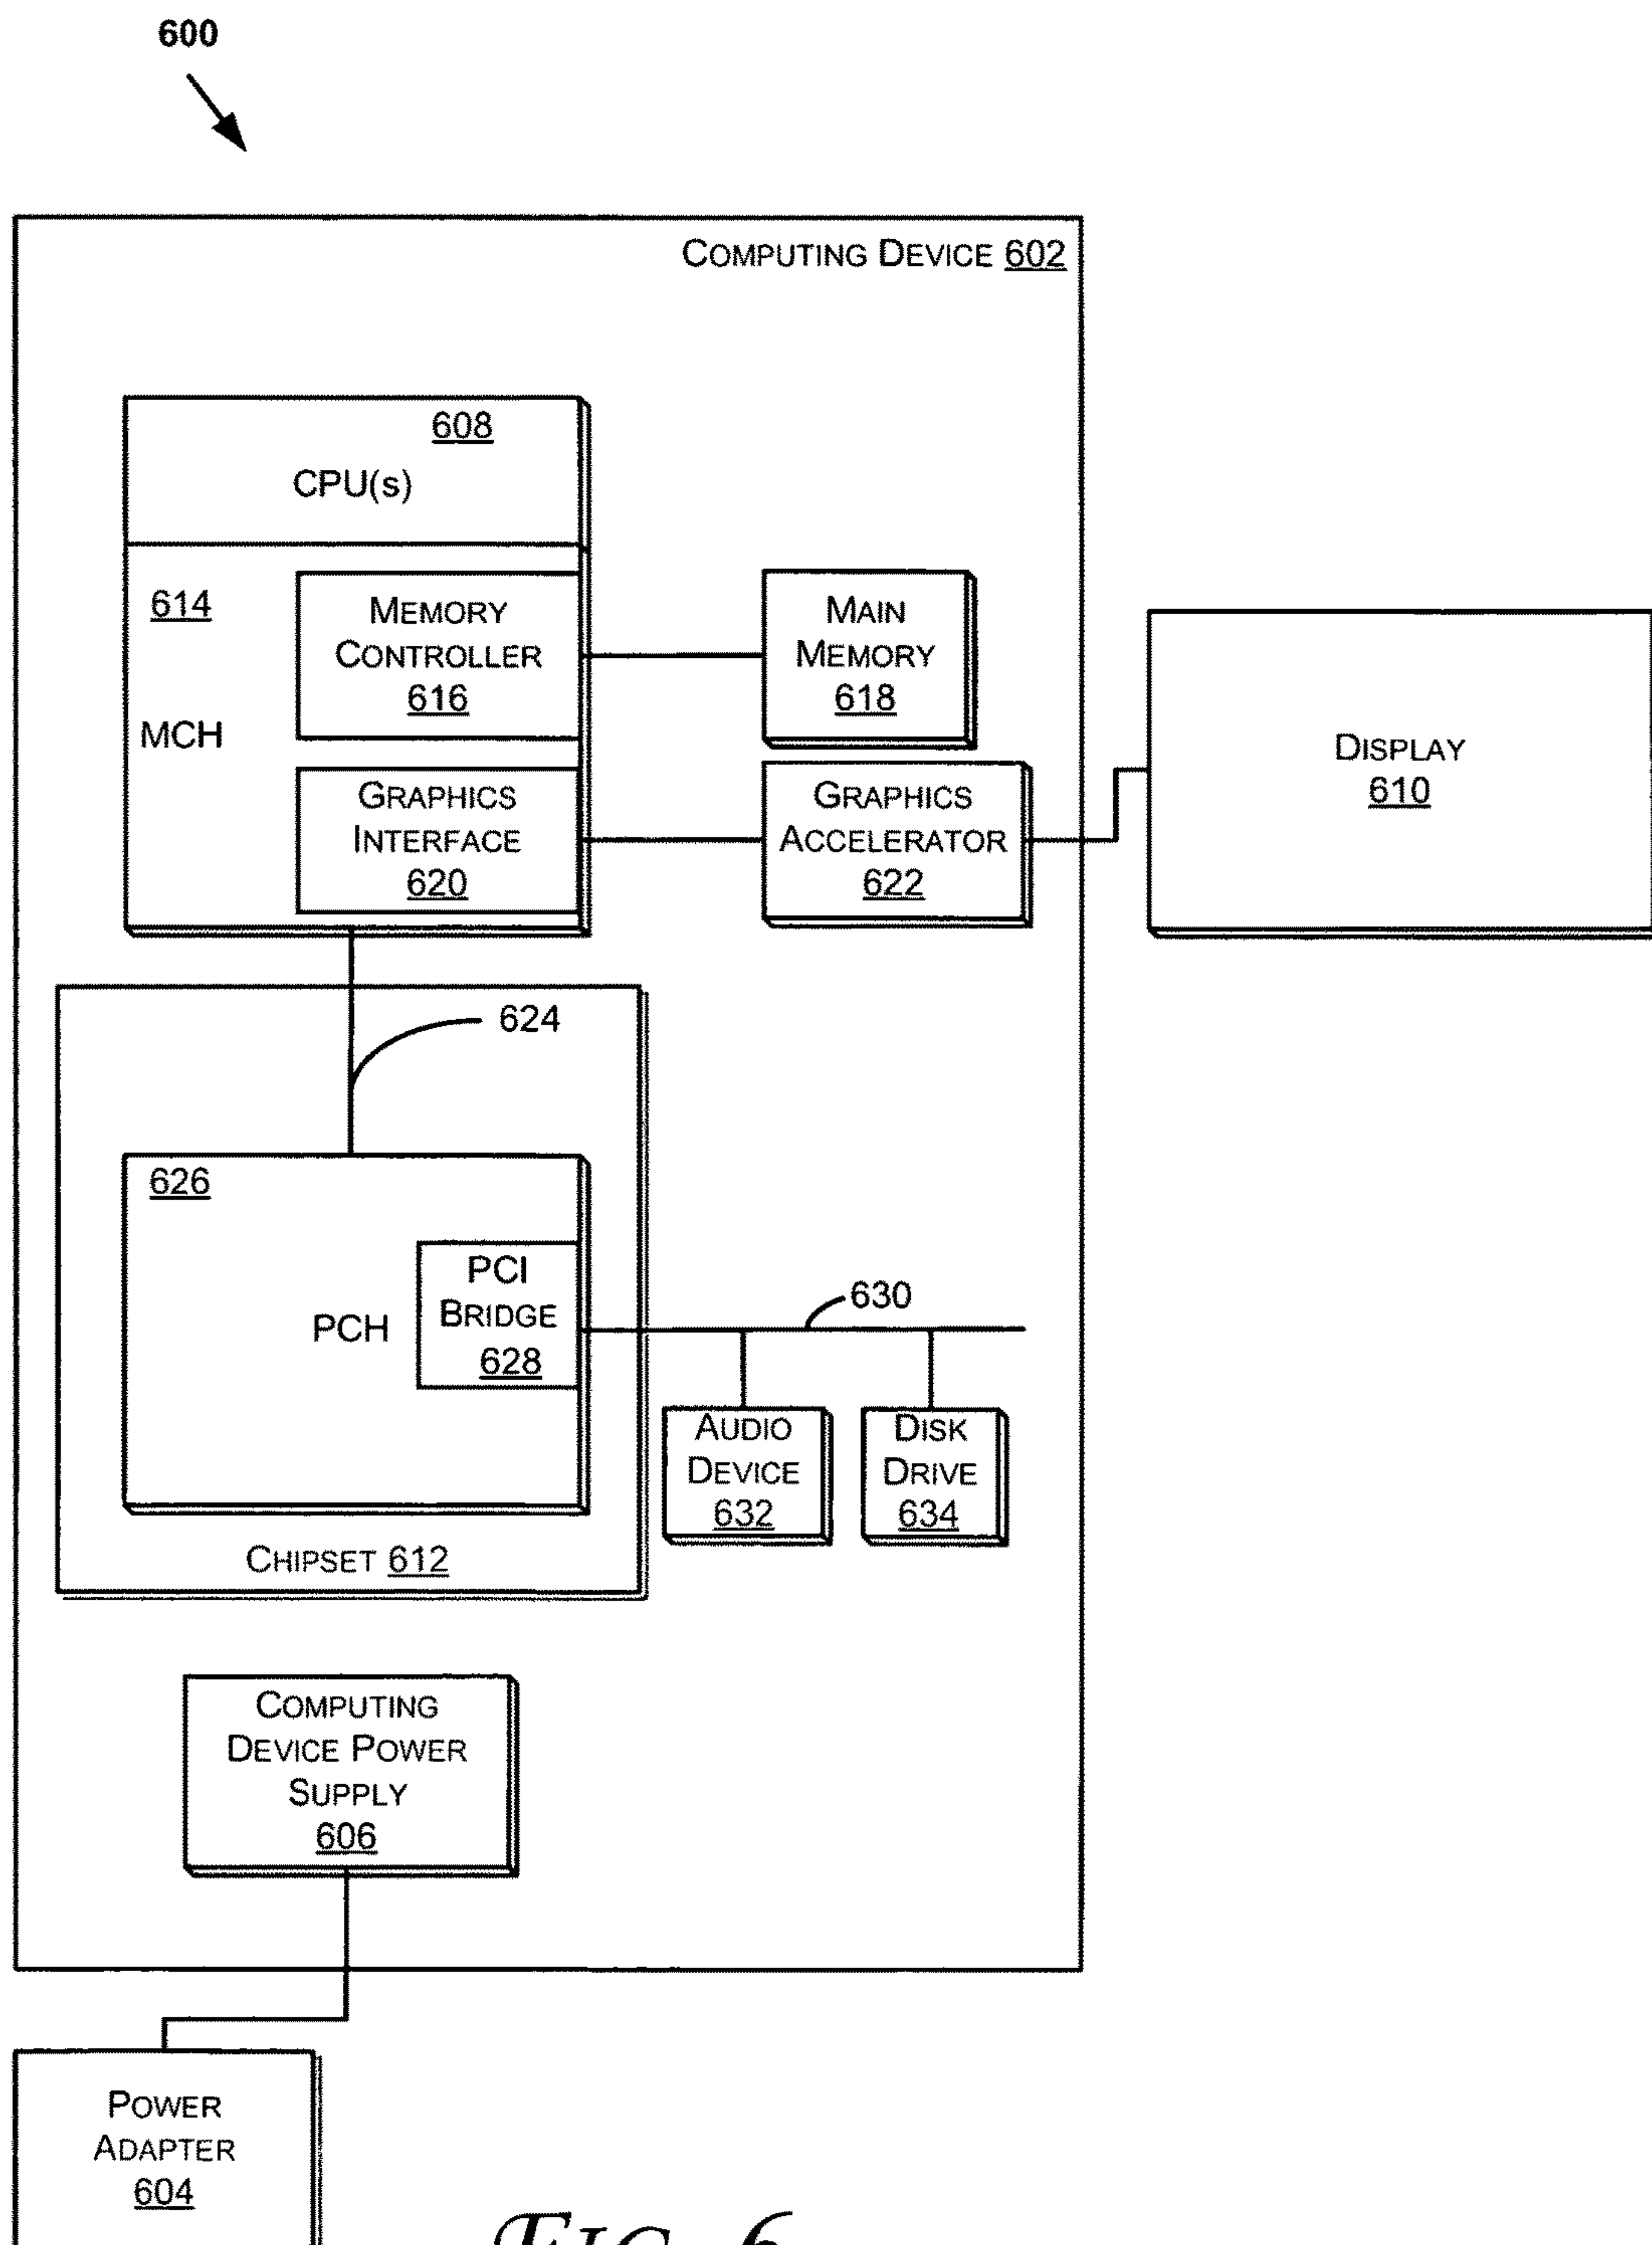 600
COMPUTING DEVICE 602
608
CPU(s)
614
MCH
MEMORY
CONTROLLER
616
MAIN
MEMORY
618
GRAPHICS
INTERFACE
620
GRAPHICS
ACCELERATOR
622
DISPLAY
610
624
626
PCH
PCI
BRIDGE
628
630
AUDIO
DEVICE
632
DISK
DRIVE
634
CHIPSET 612
COMPUTING
DEVICE POWER
SUPPLY
606
POWER
ADAPTER
604
FIG. 6